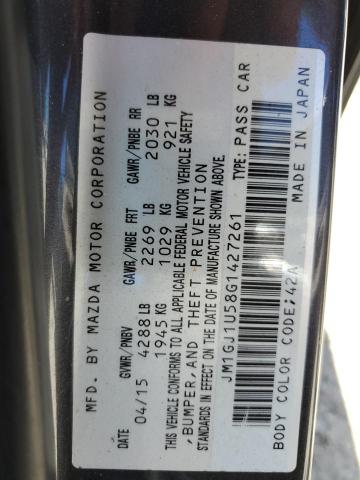 MFD. BY MAZDA MOTOR CORPORATION
DATE GVWR/PNBV GAWR/PNBE FRT GAWR/PNBE RR
04/15 4288 LB 2269 LB 2030 LB
1945 KG 1029 KG 921 KG
THIS VEHICLE CONFORMS TO ALL APPLICABLE FEDERAL MOTOR VEHICLE SAFETY
,BUMPER,AND THEFT PREVENTION
STANDARDS IN EFFECT ON THE DATE OF MANUFACTURE SHOWN ABOVE.
JM1GJ1U58G1427261 TYPE: PASS CAR
BODY COLOR CODE;42A MADE IN JAPAN